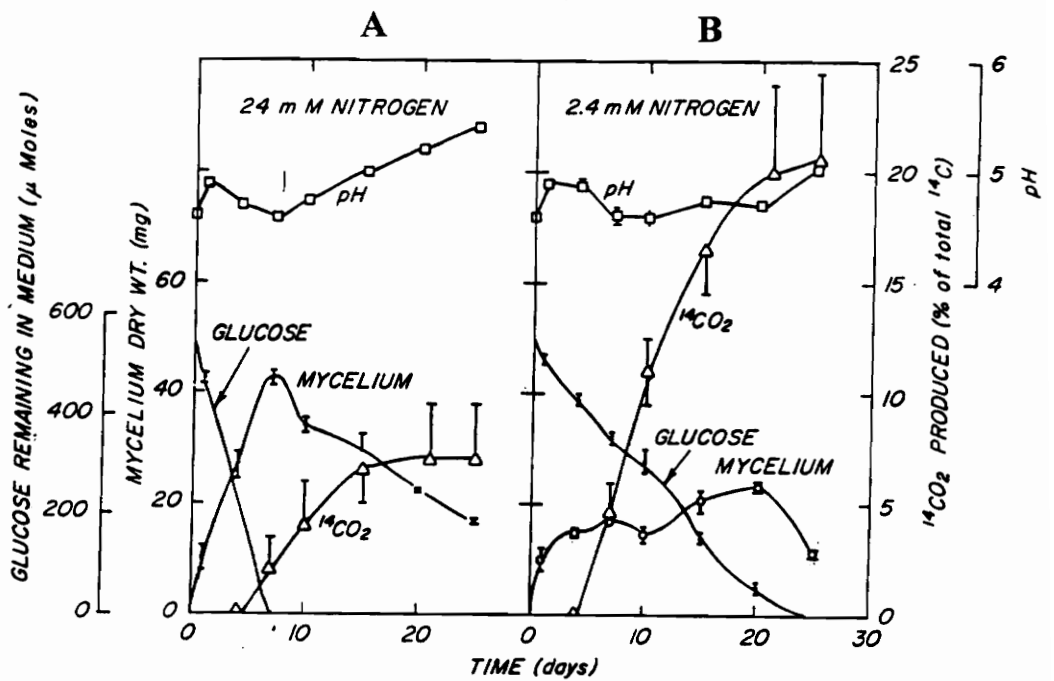 A
B
24 mM NITROGEN
2.4 mM NITROGEN
pH
pH
GLUCOSE
MYCELIUM
¹⁴CO₂
¹⁴CO₂
GLUCOSE
MYCELIUM
GLUCOSE REMAINING IN MEDIUM (μ Moles)
600
400
200
0
MYCELIUM DRY WT. (mg)
60
40
20
0
0
10
20
0
10
20
30
TIME (days)
25
20
15
10
5
0
¹⁴CO₂ PRODUCED (% of total ¹⁴C)
6
5
4
pH